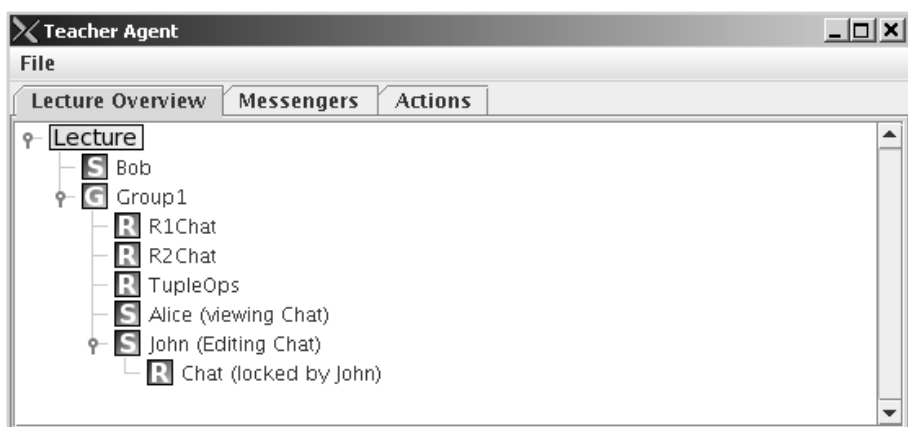 Teacher Agent
File
Lecture Overview Messengers Actions
Lecture
S Bob
G Group1
R R1Chat
R R2Chat
R TupleOps
S Alice (viewing Chat)
S John (Editing Chat)
R Chat (locked by John)